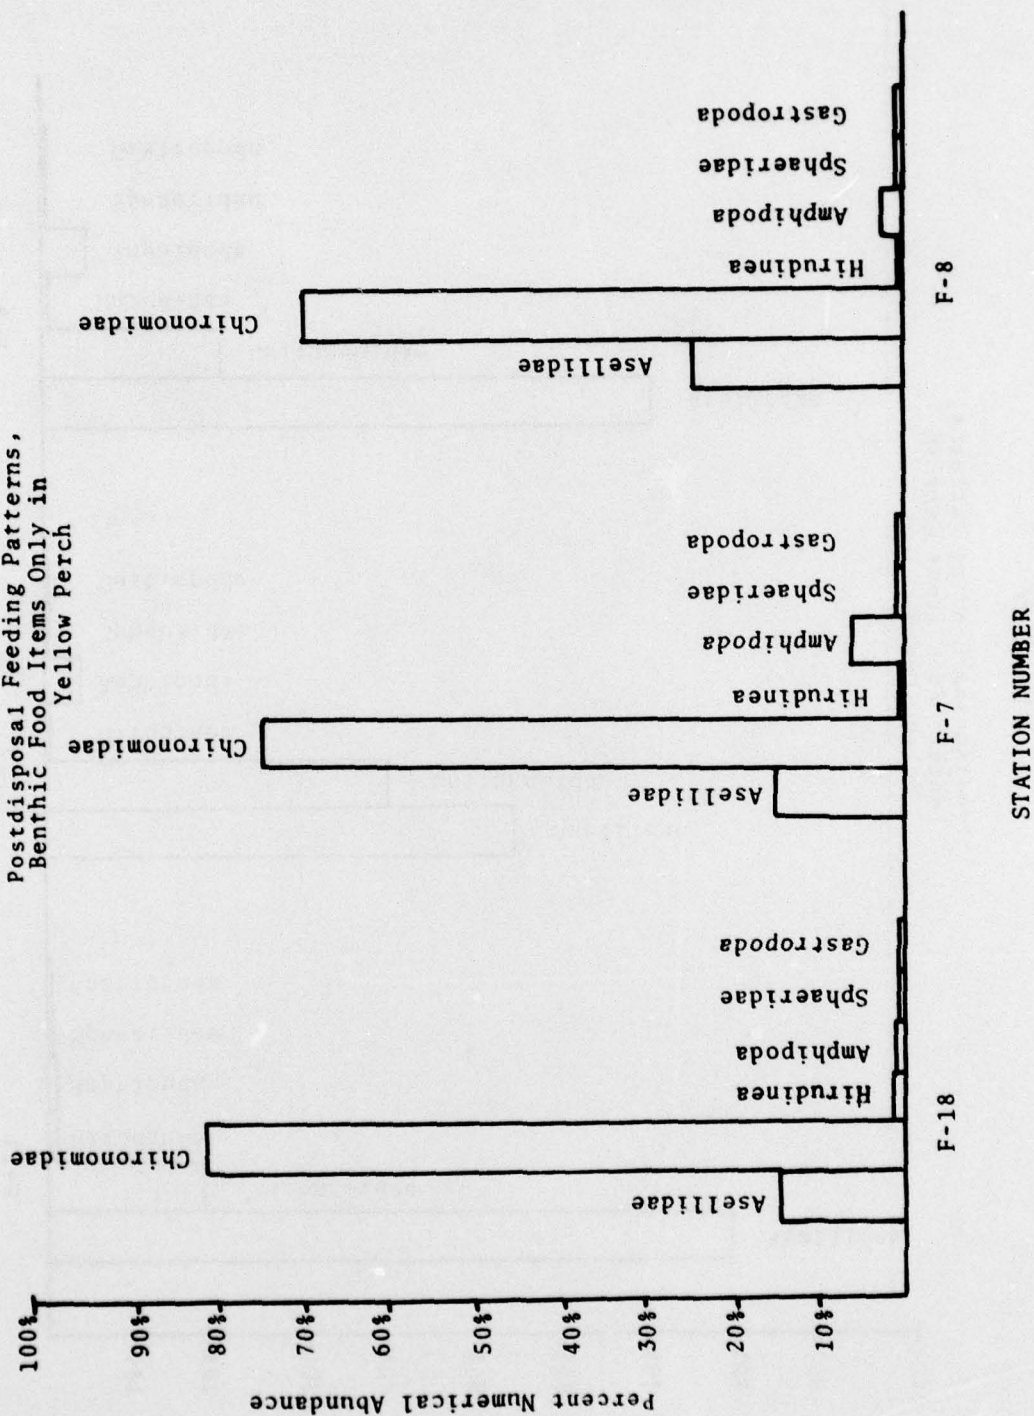 Postdisposal Feeding Patterns,
Benthic Food Items Only in
Yellow Perch
Percent Numerical Abundance
100%
90%
80%
70%
60%
50%
40%
30%
20%
10%
Asellidae
Chironomidae
Hirudinea
Amphipoda
Sphaeridae
Gastropoda
F-18
Asellidae
Chironomidae
Hirudinea
Amphipoda
Sphaeridae
Gastropoda
F-7
Asellidae
Chironomidae
Hirudinea
Amphipoda
Sphaeridae
Gastropoda
F-8
STATION NUMBER